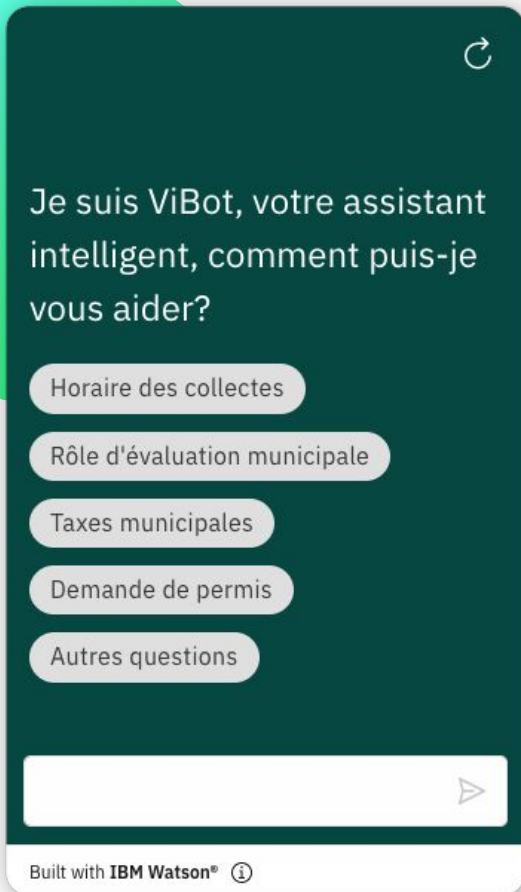 Je suis ViBot, votre assistant
intelligent, comment puis-je
vous aider?
Horaire des collectes
Rôle d'évaluation municipale
Taxes municipales
Demande de permis
Autres questions
Built with IBM Watson®